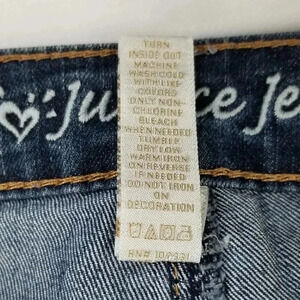 TURN
INSIDE OUT
MACHINE
WASH COLD
WITH LIKE
COLORS
ONLY NON-
CHLORINE
BLEACH
WHEN NEEDED
TUMBLE
DRY LOW
WARM IRON
ON REVERSE
IF NEEDED
DO NOT IRON
ON
DECORATION